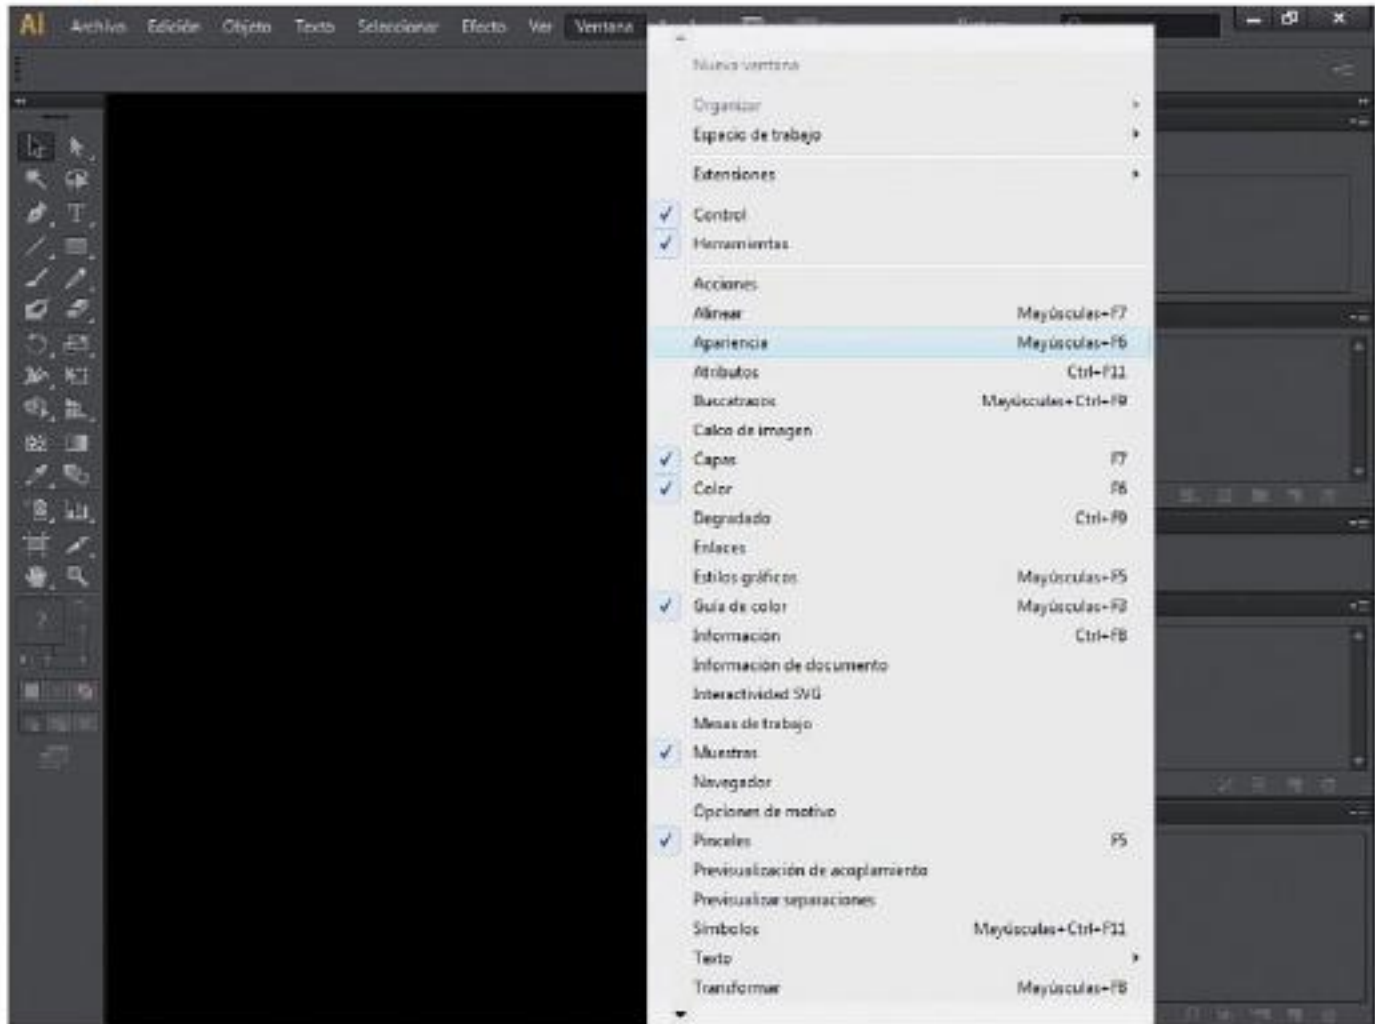 Ai Archivo Edición Objeto Texto Seleccionar Efecto Ver Ventana
Nueva ventana
Organizar
Espacio de trabajo
Extensiones
Control
Herramientas
Acciones
Alinear Mayúsculas+F7
Apariencia Mayúsculas+F6
Atributos Ctrl+F11
Buscatrazos Mayúsculas+Ctrl+F9
Calco de imagen
Capas F7
Color F6
Degradado Ctrl+F9
Enlaces
Estilos gráficos Mayúsculas+F5
Guía de color Mayúsculas+F3
Información Ctrl+F8
Información de documento
Interactividad SVG
Mesas de trabajo
Muestras
Navegador
Opciones de motivo
Pinceles F5
Previsualización de acoplamiento
Previsualizar separaciones
Símbolos Mayúsculas+Ctrl+F11
Texto
Transformar Mayúsculas+F8